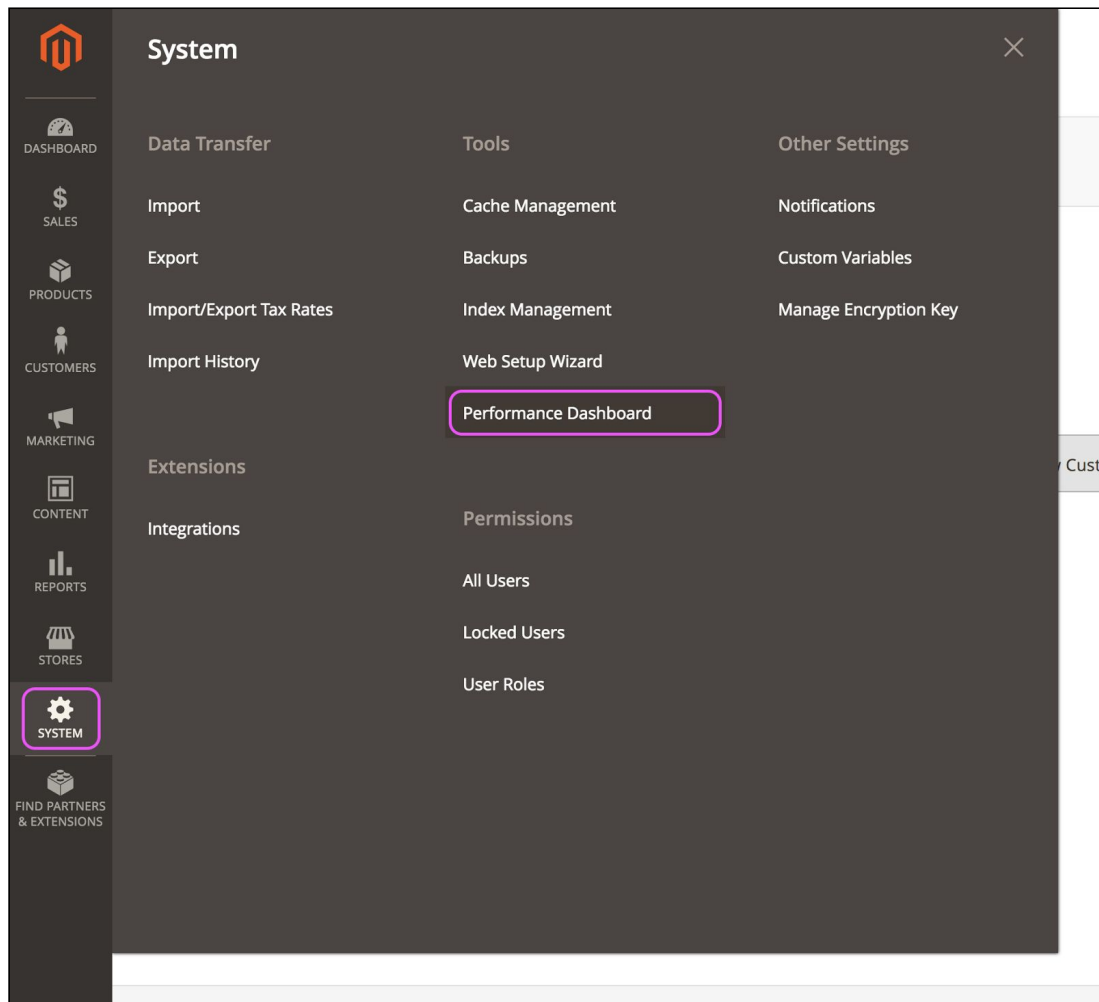 DASHBOARD
SALES
PRODUCTS
CUSTOMERS
MARKETING
CONTENT
REPORTS
STORES
SYSTEM
FIND PARTNERS
& EXTENSIONS
System
Data Transfer
Import
Export
Import/Export Tax Rates
Import History
Extensions
Integrations
Tools
Cache Management
Backups
Index Management
Web Setup Wizard
Performance Dashboard
Permissions
All Users
Locked Users
User Roles
Other Settings
Notifications
Custom Variables
Manage Encryption Key
Cust